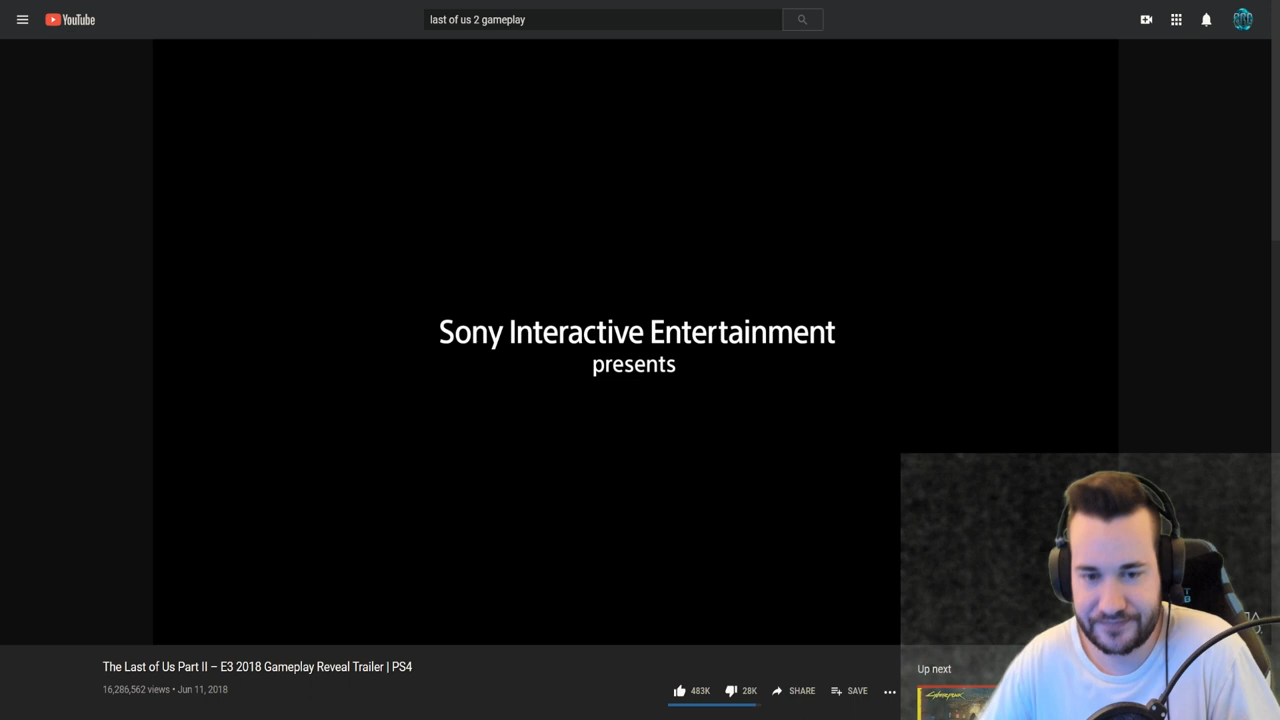 YouTube
last of us 2 gameplay
Sony Interactive Entertainment
presents
The Last of Us Part II – E3 2018 Gameplay Reveal Trailer | PS4
16,286,562 views • Jun 11, 2018
483K
28K
SHARE
SAVE
Up next
Cyberpunk